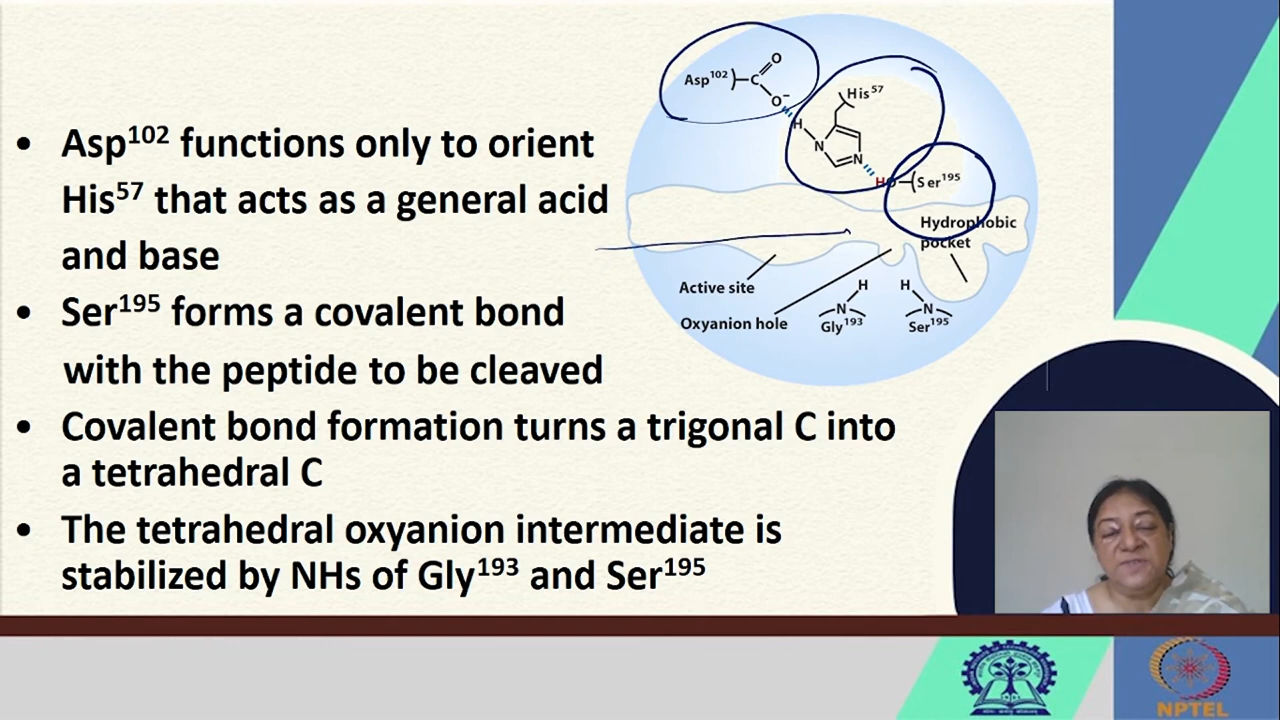 • Asp¹⁰² functions only to orient
His⁵⁷ that acts as a general acid
and base
• Ser¹⁹⁵ forms a covalent bond
with the peptide to be cleaved
• Covalent bond formation turns a trigonal C into
a tetrahedral C
• The tetrahedral oxyanion intermediate is
stabilized by NHs of Gly¹⁹³ and Ser¹⁹⁵
O
Asp¹⁰² C
O⁻
His⁵⁷
H
N
N
HO Ser¹⁹⁵
Hydrophobic
pocket
Active site
H H
Oxyanion hole
N N
Gly¹⁹³ Ser¹⁹⁵
NPTEL